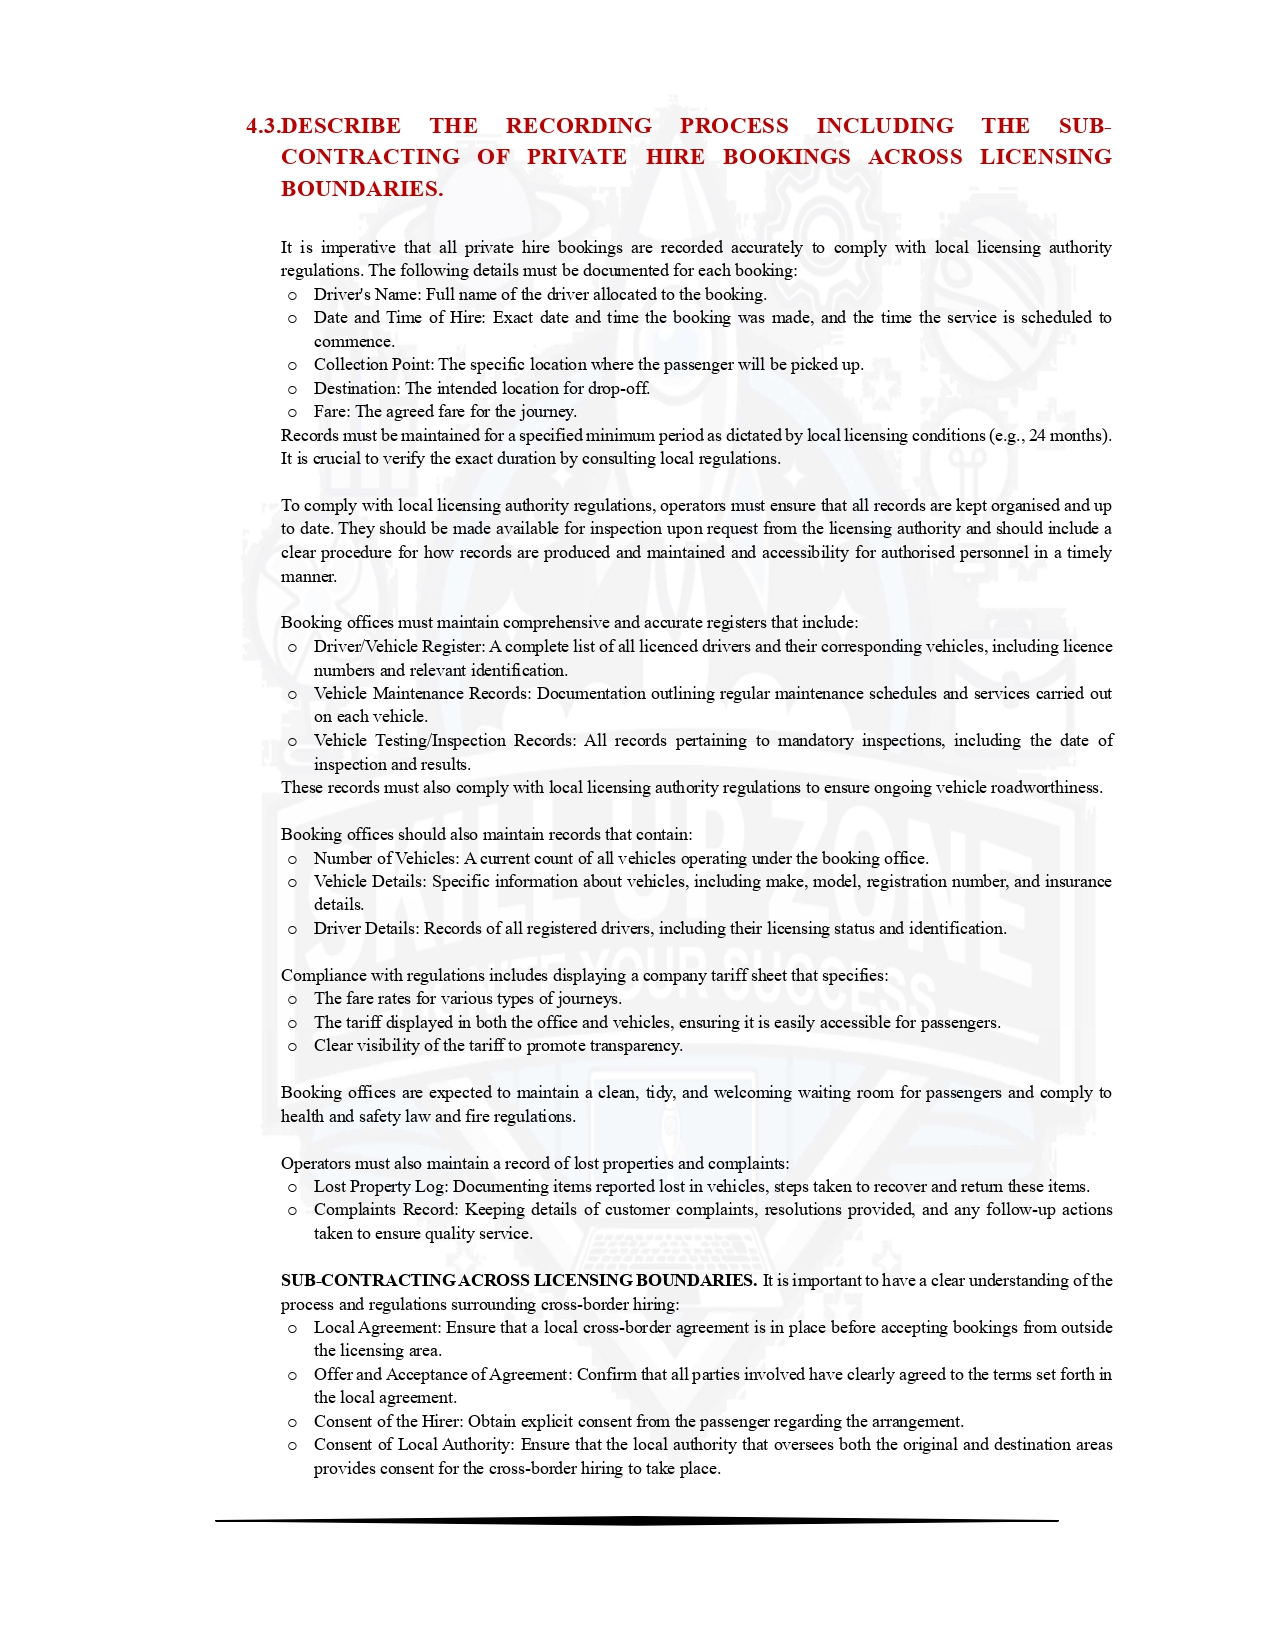 4.3.DESCRIBE THE RECORDING PROCESS INCLUDING THE SUB-
CONTRACTING OF PRIVATE HIRE BOOKINGS ACROSS LICENSING
BOUNDARIES.
It is imperative that all private hire bookings are recorded accurately to comply with local licensing authority
regulations. The following details must be documented for each booking:
o Driver's Name: Full name of the driver allocated to the booking.
o Date and Time of Hire: Exact date and time the booking was made, and the time the service is scheduled to
commence.
o Collection Point: The specific location where the passenger will be picked up.
o Destination: The intended location for drop-off.
o Fare: The agreed fare for the journey.
Records must be maintained for a specified minimum period as dictated by local licensing conditions (e.g., 24 months).
It is crucial to verify the exact duration by consulting local regulations.
To comply with local licensing authority regulations, operators must ensure that all records are kept organised and up
to date. They should be made available for inspection upon request from the licensing authority and should include a
clear procedure for how records are produced and maintained and accessibility for authorised personnel in a timely
manner.
Booking offices must maintain comprehensive and accurate registers that include:
o Driver/Vehicle Register: A complete list of all licenced drivers and their corresponding vehicles, including licence
numbers and relevant identification.
o Vehicle Maintenance Records: Documentation outlining regular maintenance schedules and services carried out
on each vehicle.
o Vehicle Testing/Inspection Records: All records pertaining to mandatory inspections, including the date of
inspection and results.
These records must also comply with local licensing authority regulations to ensure ongoing vehicle roadworthiness.
Booking offices should also maintain records that contain:
o Number of Vehicles: A current count of all vehicles operating under the booking office.
o Vehicle Details: Specific information about vehicles, including make, model, registration number, and insurance
details.
o Driver Details: Records of all registered drivers, including their licensing status and identification.
Compliance with regulations includes displaying a company tariff sheet that specifies:
o The fare rates for various types of journeys.
o The tariff displayed in both the office and vehicles, ensuring it is easily accessible for passengers.
o Clear visibility of the tariff to promote transparency.
Booking offices are expected to maintain a clean, tidy, and welcoming waiting room for passengers and comply to
health and safety law and fire regulations.
Operators must also maintain a record of lost properties and complaints:
o Lost Property Log: Documenting items reported lost in vehicles, steps taken to recover and return these items.
o Complaints Record: Keeping details of customer complaints, resolutions provided, and any follow-up actions
taken to ensure quality service.
SUB-CONTRACTING ACROSS LICENSING BOUNDARIES. It is important to have a clear understanding of the
process and regulations surrounding cross-border hiring:
o Local Agreement: Ensure that a local cross-border agreement is in place before accepting bookings from outside
the licensing area.
o Offer and Acceptance of Agreement: Confirm that all parties involved have clearly agreed to the terms set forth in
the local agreement.
o Consent of the Hirer: Obtain explicit consent from the passenger regarding the arrangement.
o Consent of Local Authority: Ensure that the local authority that oversees both the original and destination areas
provides consent for the cross-border hiring to take place.
SKILL UP ZONE
IGNITE YOUR SUCCESS